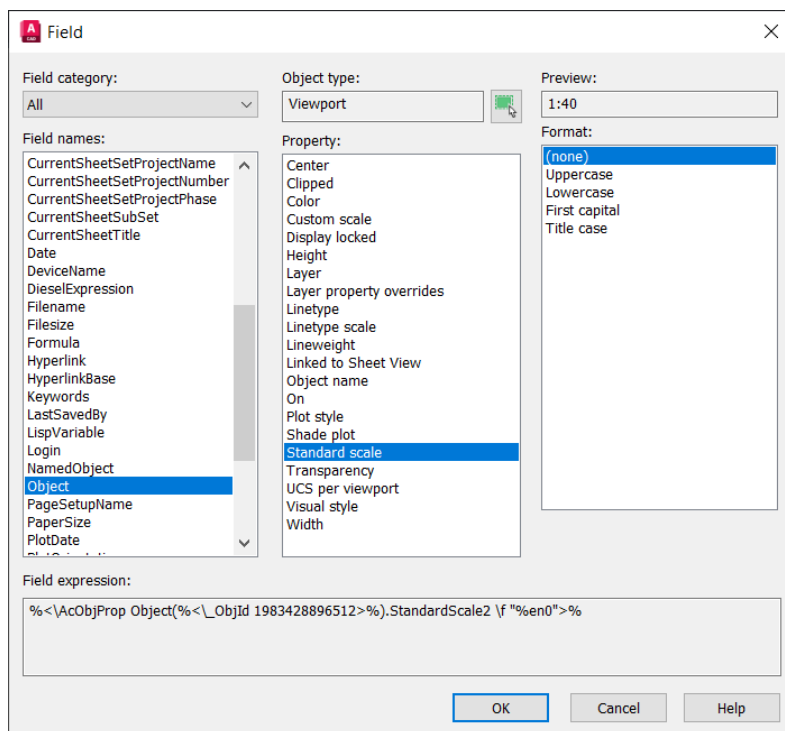 A
CAD
Field
Field category:
All
Field names:
CurrentSheetSetProjectName
CurrentSheetSetProjectNumber
CurrentSheetSetProjectPhase
CurrentSheetSubSet
CurrentSheetTitle
Date
DeviceName
DieselExpression
Filename
Filesize
Formula
Hyperlink
HyperlinkBase
Keywords
LastSavedBy
LispVariable
Login
NamedObject
Object
PageSetupName
PaperSize
PlotDate
Object type:
Viewport
Property:
Center
Clipped
Color
Custom scale
Display locked
Height
Layer
Layer property overrides
Linetype
Linetype scale
Lineweight
Linked to Sheet View
Object name
On
Plot style
Shade plot
Standard scale
Transparency
UCS per viewport
Visual style
Width
Preview:
1:40
Format:
(none)
Uppercase
Lowercase
First capital
Title case
Field expression:
%<\AcObjProp Object(%<\_ObjId 1983428896512>%).StandardScale2 \f "%en0">%
OK
Cancel
Help